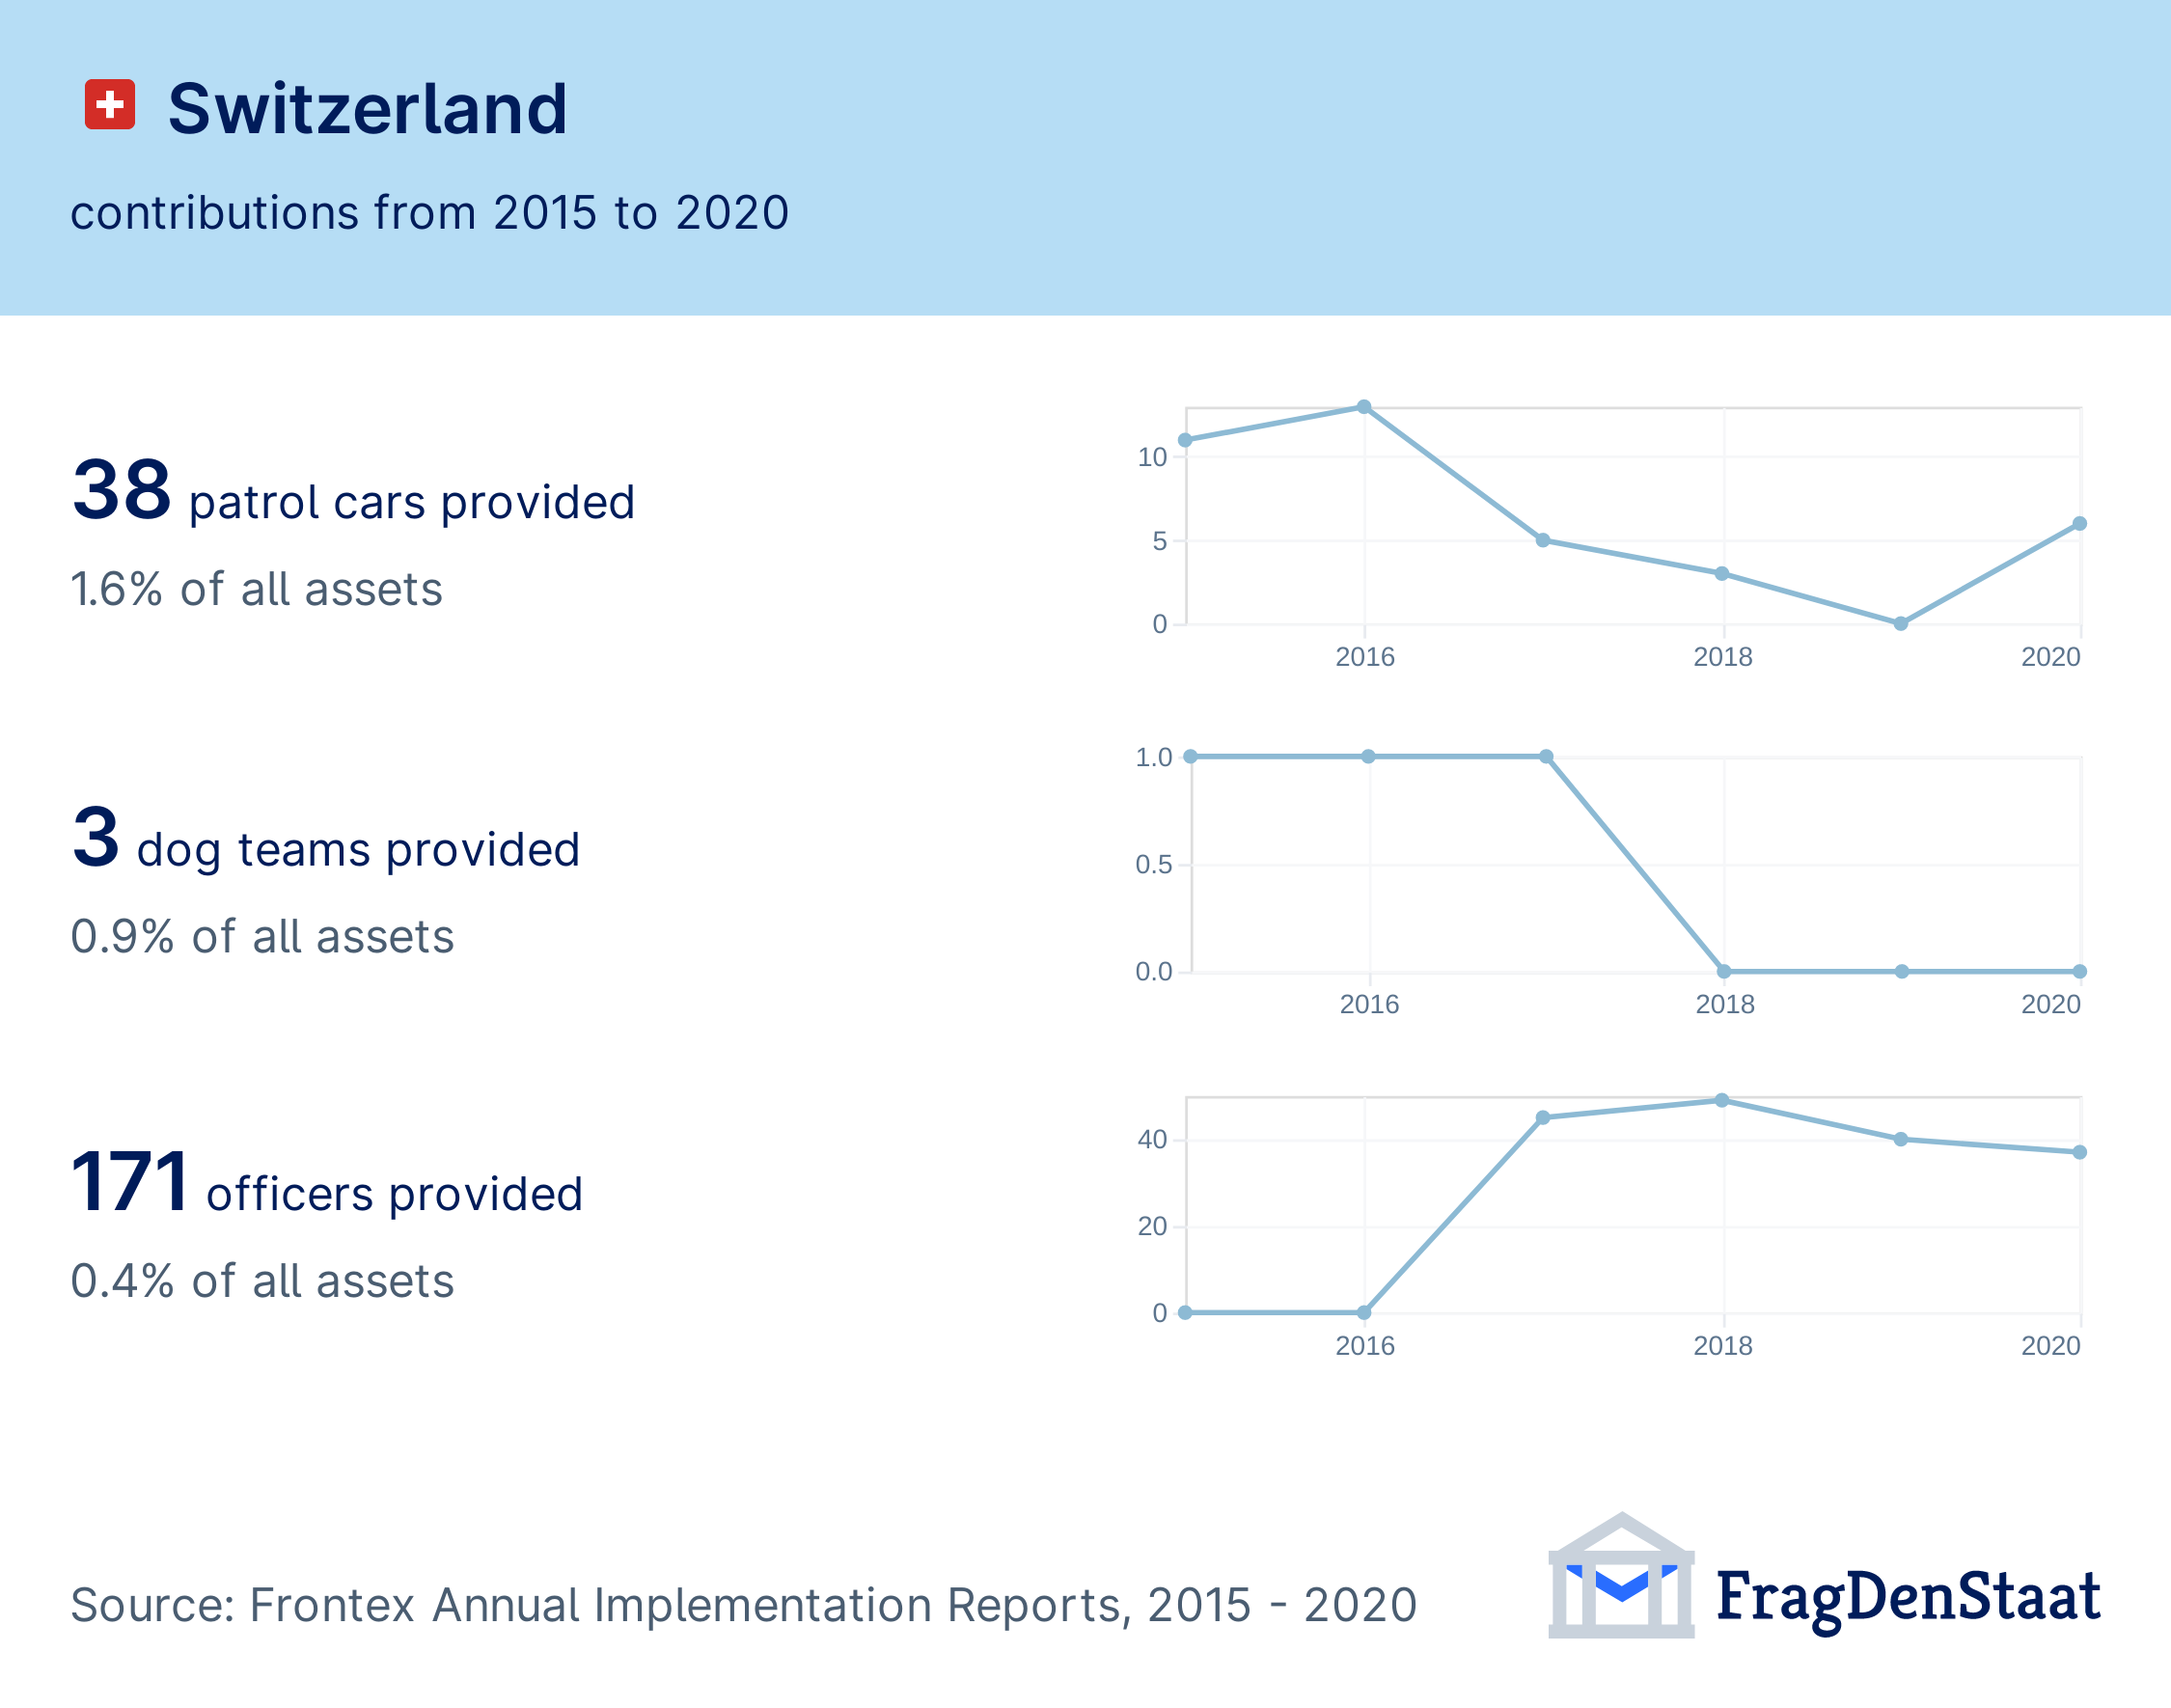 Switzerland
contributions from 2015 to 2020
38 patrol cars provided
1.6% of all assets
10
5
0
2016 2018 2020
3 dog teams provided
0.9% of all assets
1.0
0.5
0.0
2016 2018 2020
171 officers provided
0.4% of all assets
40
20
0
2016 2018 2020
Source: Frontex Annual Implementation Reports, 2015 - 2020
FragDenStaat